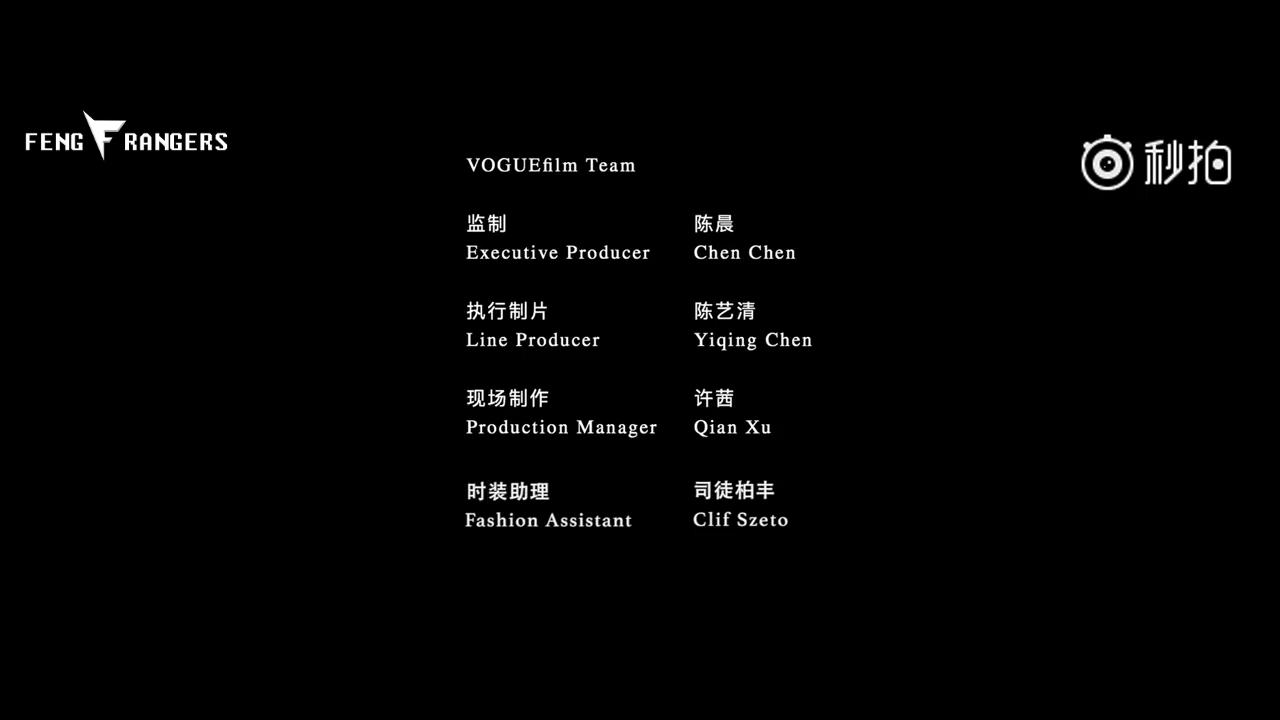 FENG F RANGERS
秒拍
VOGUEfilm Team
监制 陈晨
Executive Producer Chen Chen
执行制片 陈艺清
Line Producer Yiqing Chen
现场制作 许茜
Production Manager Qian Xu
时装助理 司徒柏丰
Fashion Assistant Clif Szeto